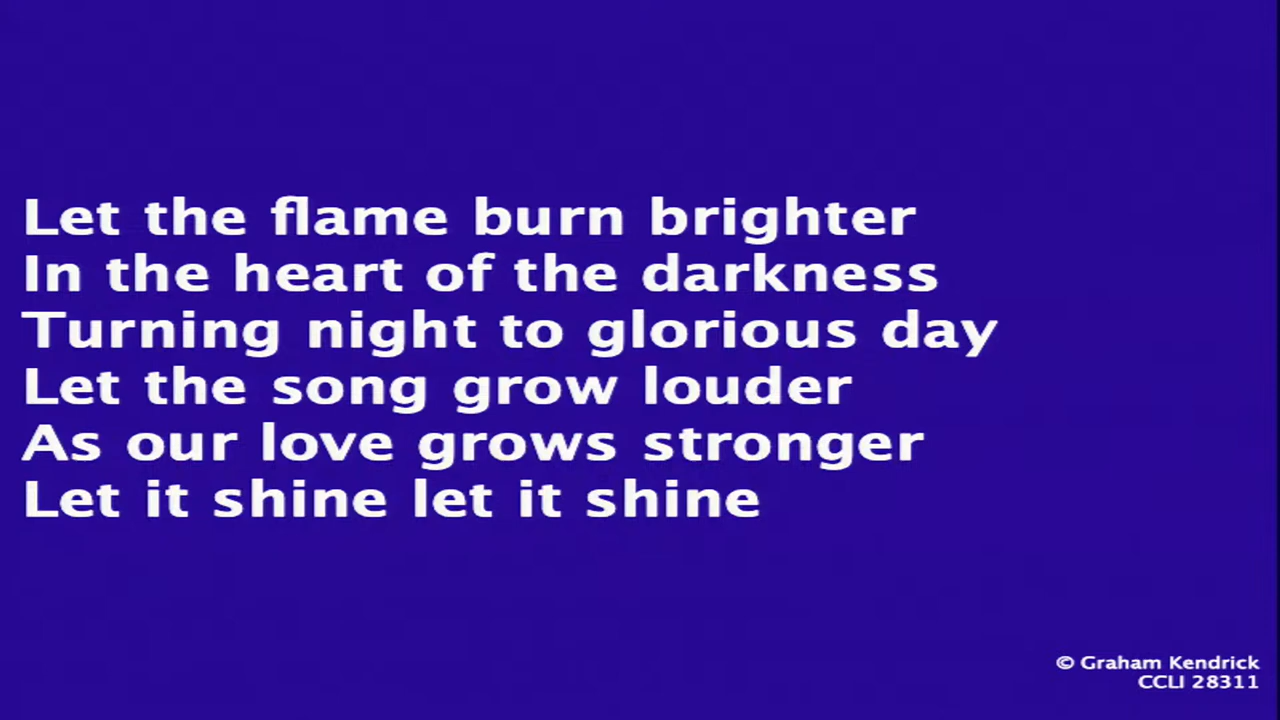 Let the flame burn brighter
In the heart of the darkness
Turning night to glorious day
Let the song grow louder
As our love grows stronger
Let it shine let it shine
© Graham Kendrick
CCLI 28311